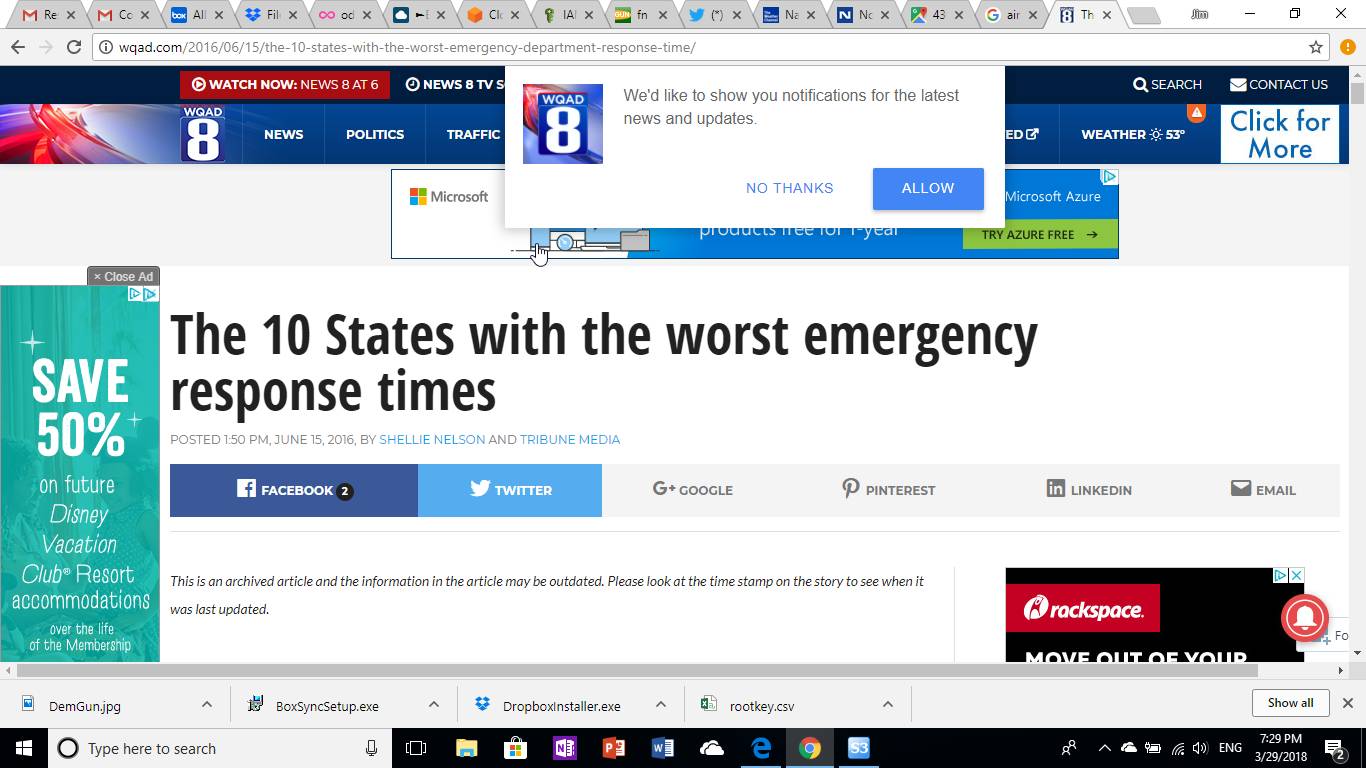 Re
Co
All
File
od
►E
Clo
IAI
GUN fn
(*)
Na
No
43
air
Th
Jim
wqad.com/2016/06/15/the-10-states-with-the-worst-emergency-department-response-time/
WATCH NOW: NEWS 8 AT 6
NEWS 8 TV S
SEARCH
CONTACT US
WQAD 8
NEWS
POLITICS
TRAFFIC
ED
WEATHER 53°
Click for
More
WQAD 8
We'd like to show you notifications for the latest
news and updates.
NO THANKS
ALLOW
Microsoft
Microsoft Azure
products free for 1-year
TRY AZURE FREE →
× Close Ad
SAVE
50%
on future
Disney
Vacation
Club® Resort
accommodations
over the life
of the Membership
The 10 States with the worst emergency
response times
POSTED 1:50 PM, JUNE 15, 2016, BY SHELLIE NELSON AND TRIBUNE MEDIA
FACEBOOK 2
TWITTER
G+ GOOGLE
PINTEREST
LINKEDIN
EMAIL
This is an archived article and the information in the article may be outdated. Please look at the time stamp on the story to see when it
was last updated.
rackspace.
MOVE OUT OF YOUR
Fo
DemGun.jpg
BoxSyncSetup.exe
DropboxInstaller.exe
rootkey.csv
Show all
Type here to search
S3
ENG
7:29 PM
3/29/2018
2